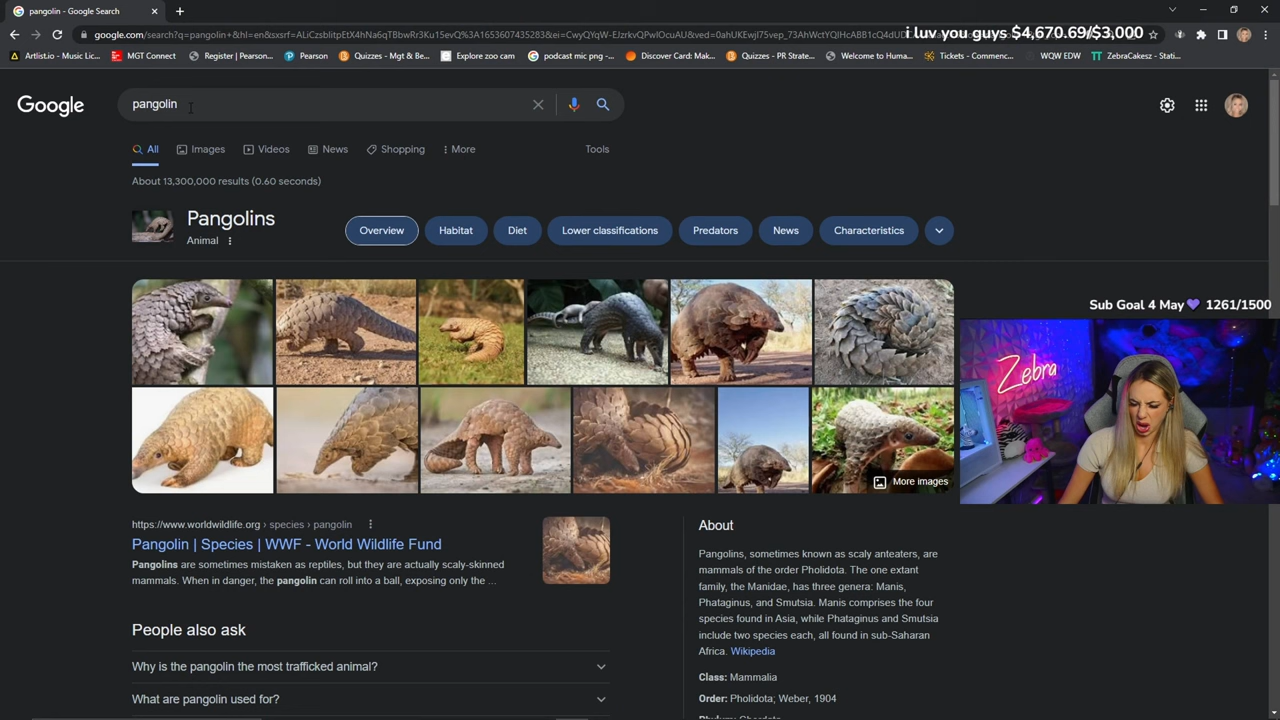 pangolin - Google Search
google.com/search?q=pangolin+&hl=en&sxsrf=
i luv you guys $4,670.69/$3,000
Artlist.io - Music Lic...
MGT Connect
Register | Pearson...
Pearson
Quizzes - Mgt & Be...
Explore zoo cam
podcast mic png -...
Discover Card: Mak...
Quizzes - PR Strate...
Welcome to Human...
Tickets - Commenc...
WQW EDW
ZebraCakesz - Stati...
Google
pangolin
All
Images
Videos
News
Shopping
More
Tools
About 13,300,000 results (0.60 seconds)
Pangolins
Animal
Overview
Habitat
Diet
Lower classifications
Predators
News
Characteristics
Sub Goal 4 May💜 1261/1500
Zebra
More images
https://www.worldwildlife.org › species › pangolin
Pangolin | Species | WWF - World Wildlife Fund
Pangolins are sometimes mistaken as reptiles, but they are actually scaly-skinned
mammals. When in danger, the pangolin can roll into a ball, exposing only the ...
People also ask
Why is the pangolin the most trafficked animal?
What are pangolin used for?
About
Pangolins, sometimes known as scaly anteaters, are
mammals of the order Pholidota. The one extant
family, the Manidae, has three genera: Manis,
Phataginus, and Smutsia. Manis comprises the four
species found in Asia, while Phataginus and Smutsia
include two species each, all found in sub-Saharan
Africa. Wikipedia
Class: Mammalia
Order: Pholidota; Weber, 1904